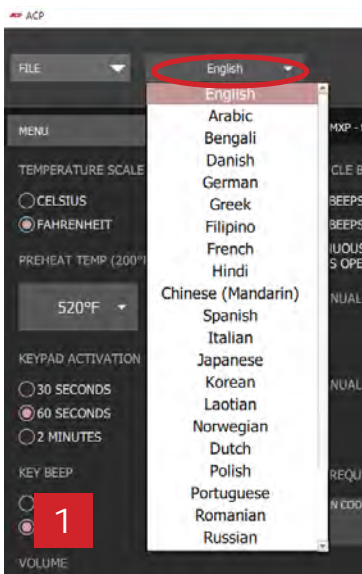 ACP
FILE
English
English
Arabic
Bengali
Danish
German
Greek
Filipino
French
Hindi
Chinese (Mandarin)
Spanish
Italian
Japanese
Korean
Laotian
Norwegian
Dutch
Polish
Portuguese
Romanian
Russian
MENU
MXP -
TEMPERATURE SCALE
CLE B
CELSIUS
BEEPS
FAHRENHEIT
BEEPS
PREHEAT TEMP (200°
UOUS
S OPE
520°F
NUAL
KEYPAD ACTIVATION
30 SECONDS
NUAL
60 SECONDS
2 MINUTES
KEY BEEP
REQU
N COO
1
VOLUME